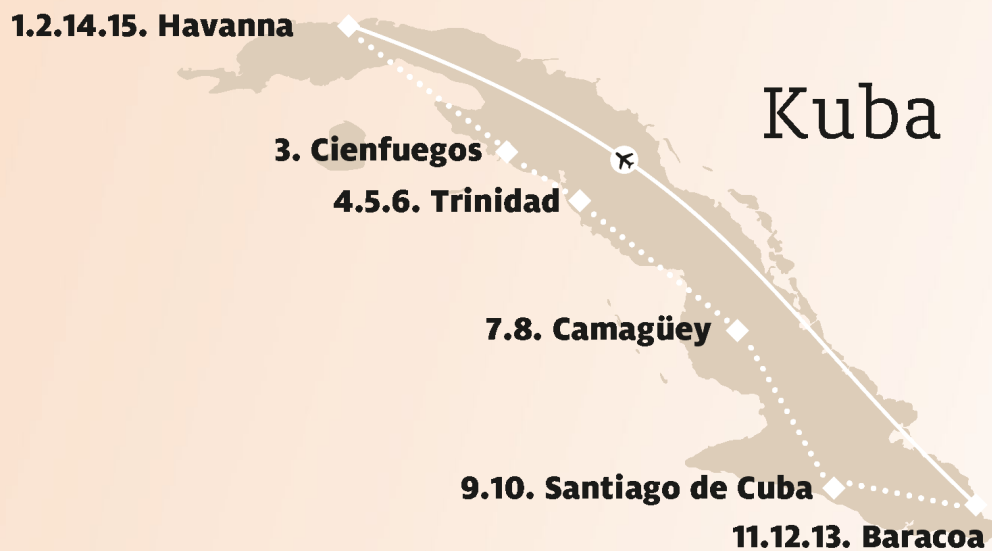 1.2.14.15. Havanna
Kuba
3. Cienfuegos
4.5.6. Trinidad
7.8. Camagüey
9.10. Santiago de Cuba
11.12.13. Baracoa